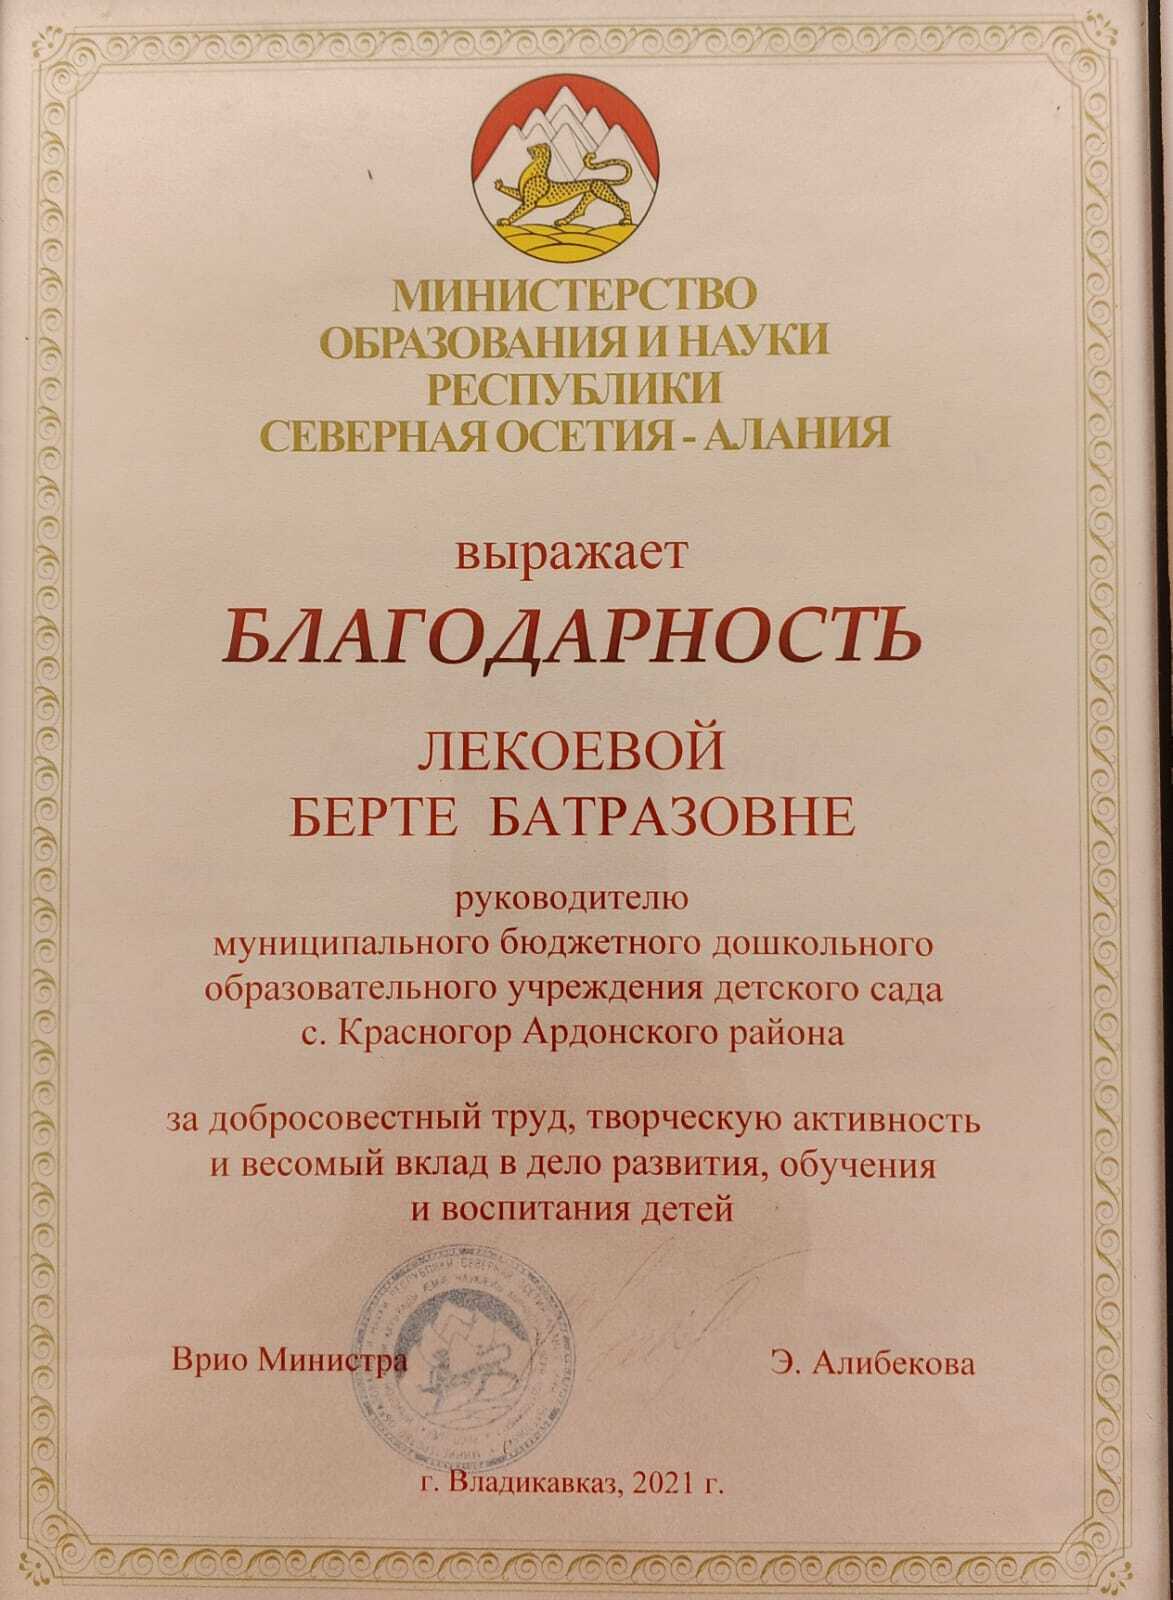 МИНИСТЕРСТВО
ОБРАЗОВАНИЯ И НАУКИ
РЕСПУБЛИКИ
СЕВЕРНАЯ ОСЕТИЯ - АЛАНИЯ
выражает
БЛАГОДАРНОСТЬ
ЛЕКОЕВОЙ
БЕРТЕ БАТРАЗОВНЕ
руководителю
муниципального бюджетного дошкольного
образовательного учреждения детского сада
с. Красногор Ардонского района
за добросовестный труд, творческую активность
и весомый вклад в дело развития, обучения
и воспитания детей
Врио Министра
Э. Алибекова
г. Владикавказ, 2021 г.